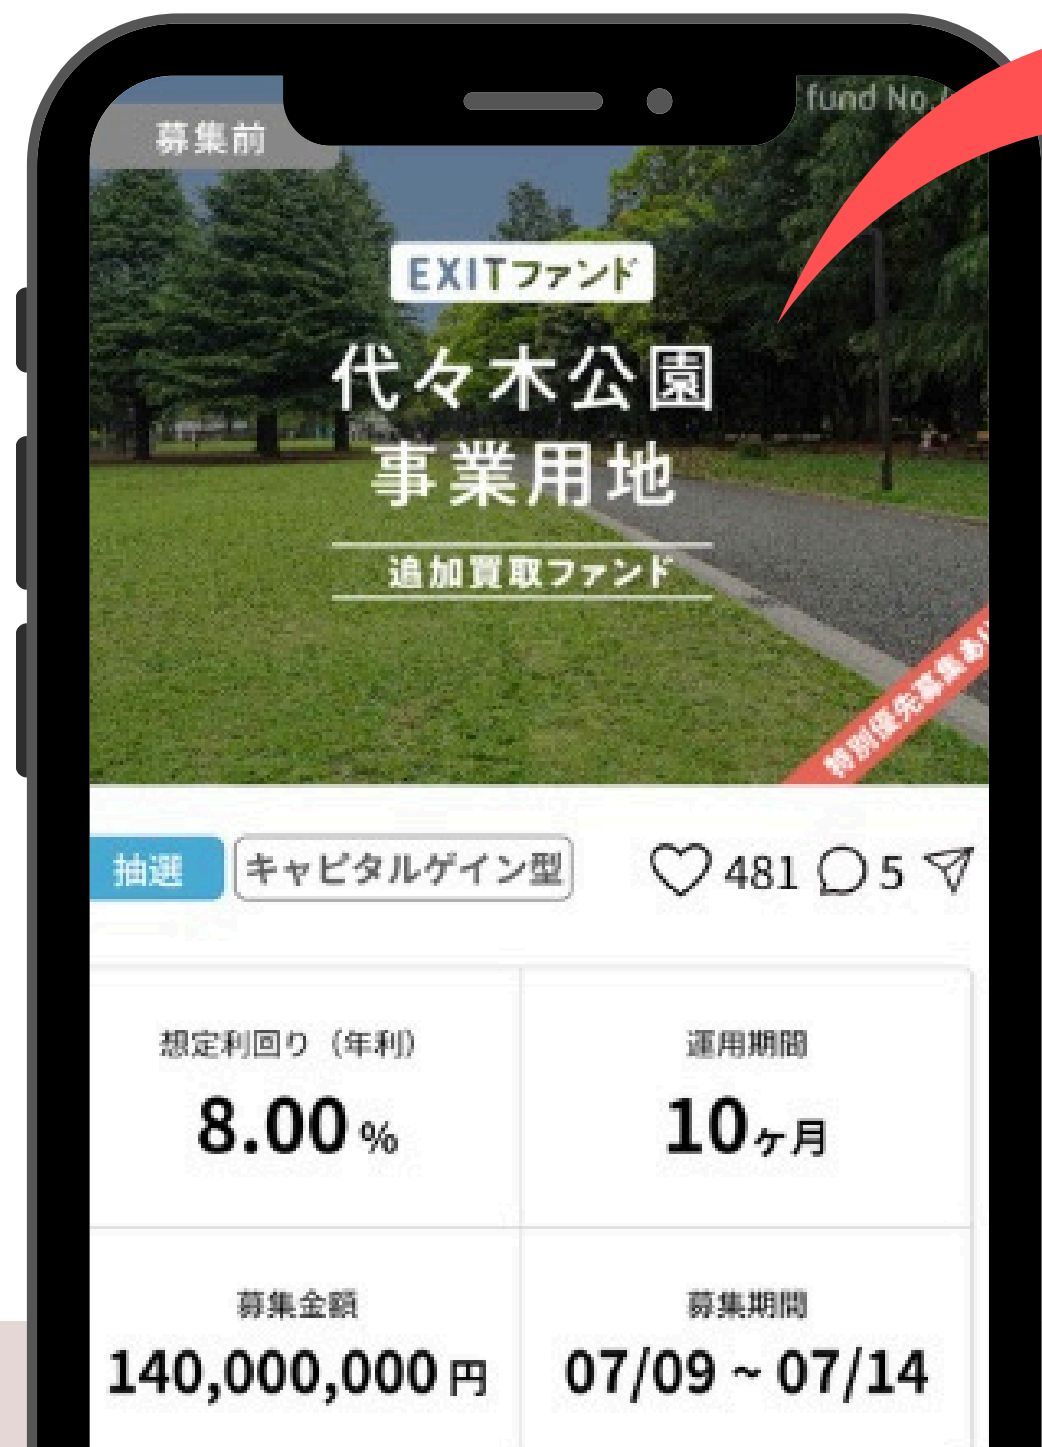 fund No.
募集前
EXITファンド
代々木公園
事業用地
追加買取ファンド
特別優先募集あり
抽選
キャピタルゲイン型
481
5
想定利回り（年利）
運用期間
8.00 %
10ヶ月
募集金額
募集期間
140,000,000 円
07/09 ~ 07/14